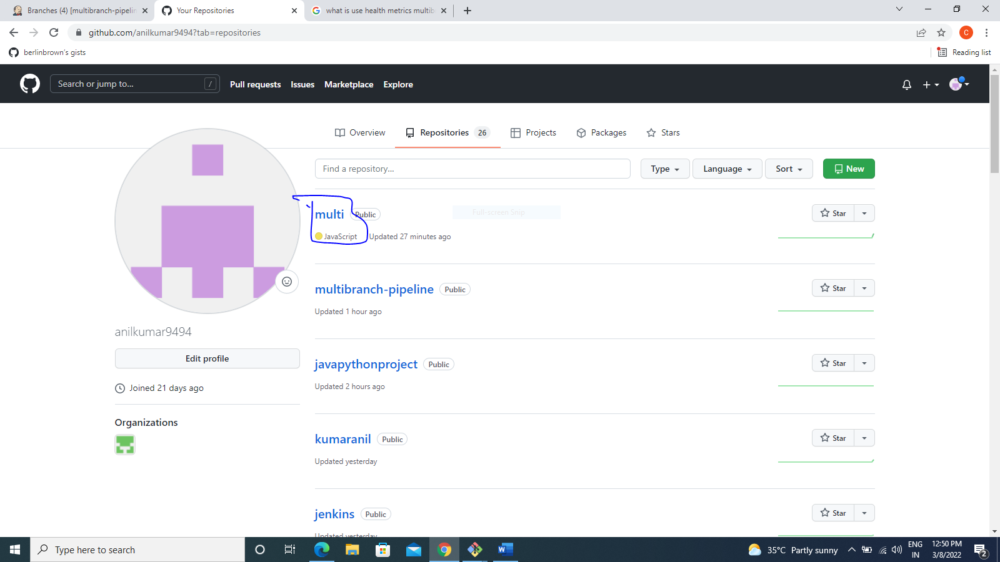 Branches (4) [multibranch-pipelin
Your Repositories
what is use health metrics multib
github.com/anilkumar9494?tab=repositories
C
berlinbrown's gists
Reading list
Search or jump to...
/
Pull requests
Issues
Marketplace
Explore
Overview
Repositories 26
Projects
Packages
Stars
Find a repository...
Type
Language
Sort
New
multi Public
Full-screen Snip
Star
JavaScript Updated 27 minutes ago
multibranch-pipeline Public
Star
Updated 1 hour ago
anilkumar9494
Edit profile
Joined 21 days ago
Organizations
javapythonproject Public
Star
Updated 2 hours ago
kumaranil Public
Star
Updated yesterday
jenkins Public
Star
Updated yesterday
Type here to search
35°C Partly sunny
ENG
IN
12:50 PM
3/8/2022
2